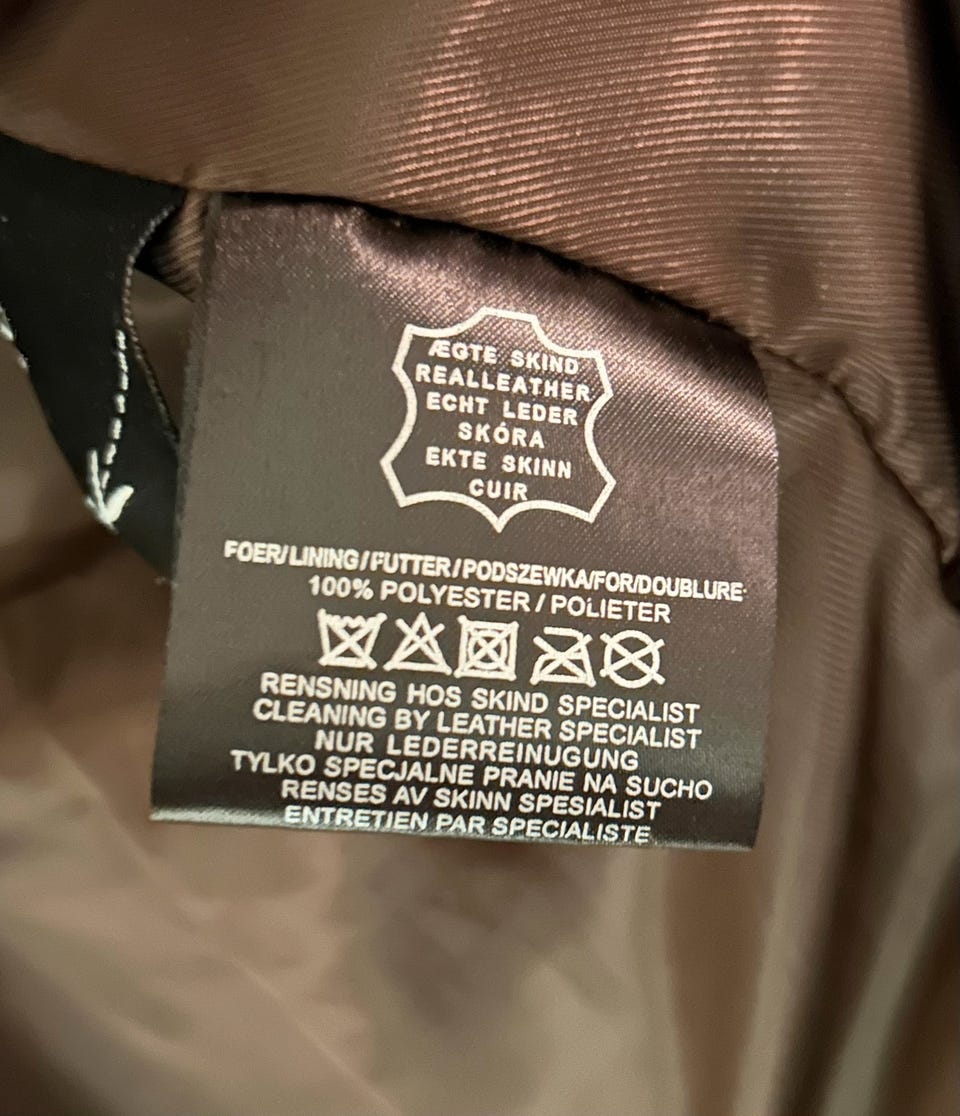 ÆGTE SKIND
REALLEATHER
ECHT LEDER
SKÓRA
EKTE SKINN
CUIR
FOER/LINING/FUTTER/PODSZEWKA/FOR/DOUBLURE
100% POLYESTER / POLIETER
RENSNING HOS SKIND SPECIALIST
CLEANING BY LEATHER SPECIALIST
NUR LEDERREINUGUNG
TYLKO SPECJALNE PRANIE NA SUCHO
RENSES AV SKINN SPESIALIST
ENTRETIEN PAR SPECIALISTE